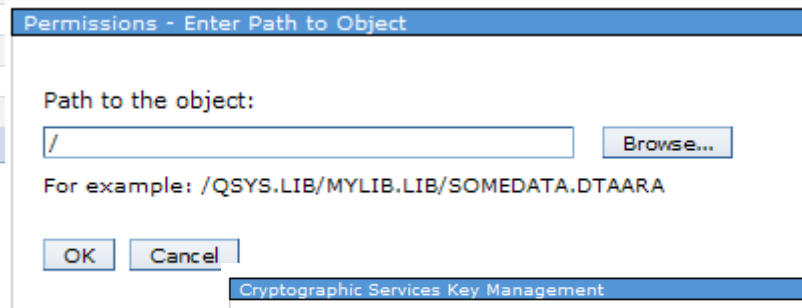 Permissions - Enter Path to Object
Path to the object:
/
Browse...
For example: /QSYS.LIB/MYLIB.LIB/SOMEDATA.DTAARA
OK Cancel
Cryptographic Services Key Management